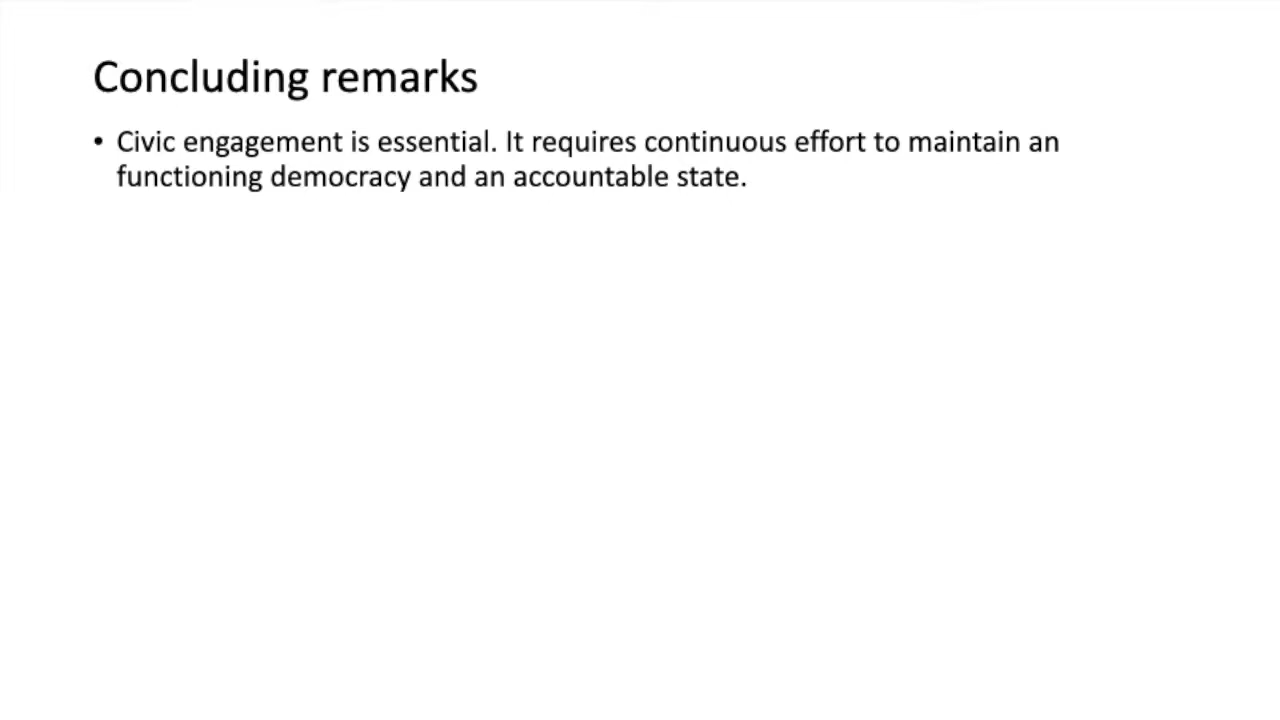 Concluding remarks
• Civic engagement is essential. It requires continuous effort to maintain an
functioning democracy and an accountable state.